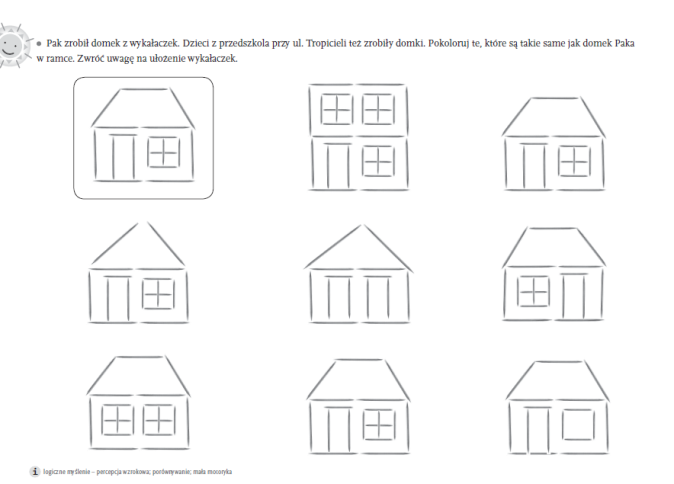 Pak zrobił domek z wykałaczek. Dzieci z przedszkola przy ul. Tropicieli też zrobiły domki. Pokoloruj te, które są takie same jak domek Paka
w ramce. Zwróć uwagę na ułożenie wykałaczek.
i logiczne myślenie – percepcja wzrokowa; porównywanie; mała motoryka